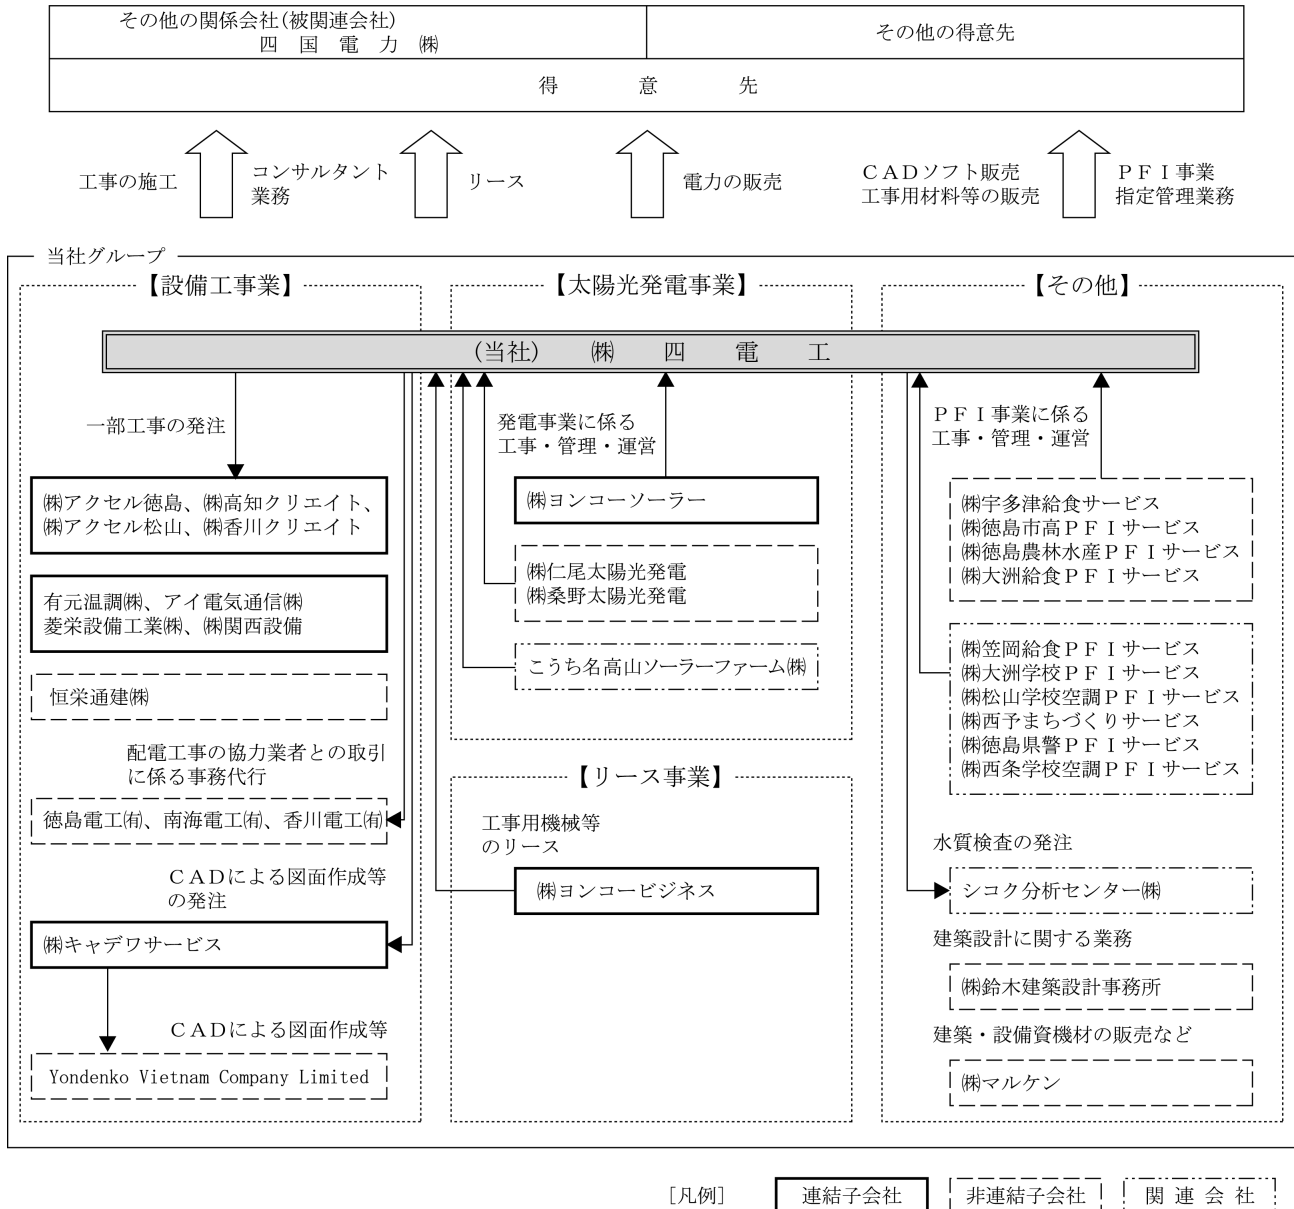 その他の関係会社(被関連会社)
四国電力㈱
その他の得意先
得意先
工事の施工
コンサルタント
業務
リース
電力の販売
ＣＡＤソフト販売
工事用材料等の販売
ＰＦＩ事業
指定管理業務
当社グループ
【設備工事業】
【太陽光発電事業】
【その他】
(当社) ㈱四電工
一部工事の発注
㈱アクセル徳島、㈱高知クリエイト、
㈱アクセル松山、㈱香川クリエイト
有元温調㈱、アイ電気通信㈱
菱栄設備工業㈱、㈱関西設備
恒栄通建㈱
配電工事の協力業者との取引
に係る事務代行
徳島電工㈲、南海電工㈲、香川電工㈲
ＣＡＤによる図面作成等
の発注
㈱キャデワサービス
ＣＡＤによる図面作成等
Yondenko Vietnam Company Limited
発電事業に係る
工事・管理・運営
㈱ヨンコーソーラー
㈱仁尾太陽光発電
㈱桑野太陽光発電
こうち名高山ソーラーファーム㈱
【リース事業】
工事用機械等
のリース
㈱ヨンコービジネス
ＰＦＩ事業に係る
工事・管理・運営
㈱宇多津給食サービス
㈱徳島市高ＰＦＩサービス
㈱徳島農林水産ＰＦＩサービス
㈱大洲給食ＰＦＩサービス
㈱笠岡給食ＰＦＩサービス
㈱大洲学校ＰＦＩサービス
㈱松山学校空調ＰＦＩサービス
㈱西予まちづくりサービス
㈱徳島県警ＰＦＩサービス
㈱西条学校空調ＰＦＩサービス
水質検査の発注
シコク分析センター㈱
建築設計に関する業務
㈱鈴木建築設計事務所
建築・設備資機材の販売など
㈱マルケン
［凡例］
連結子会社
非連結子会社
関連会社